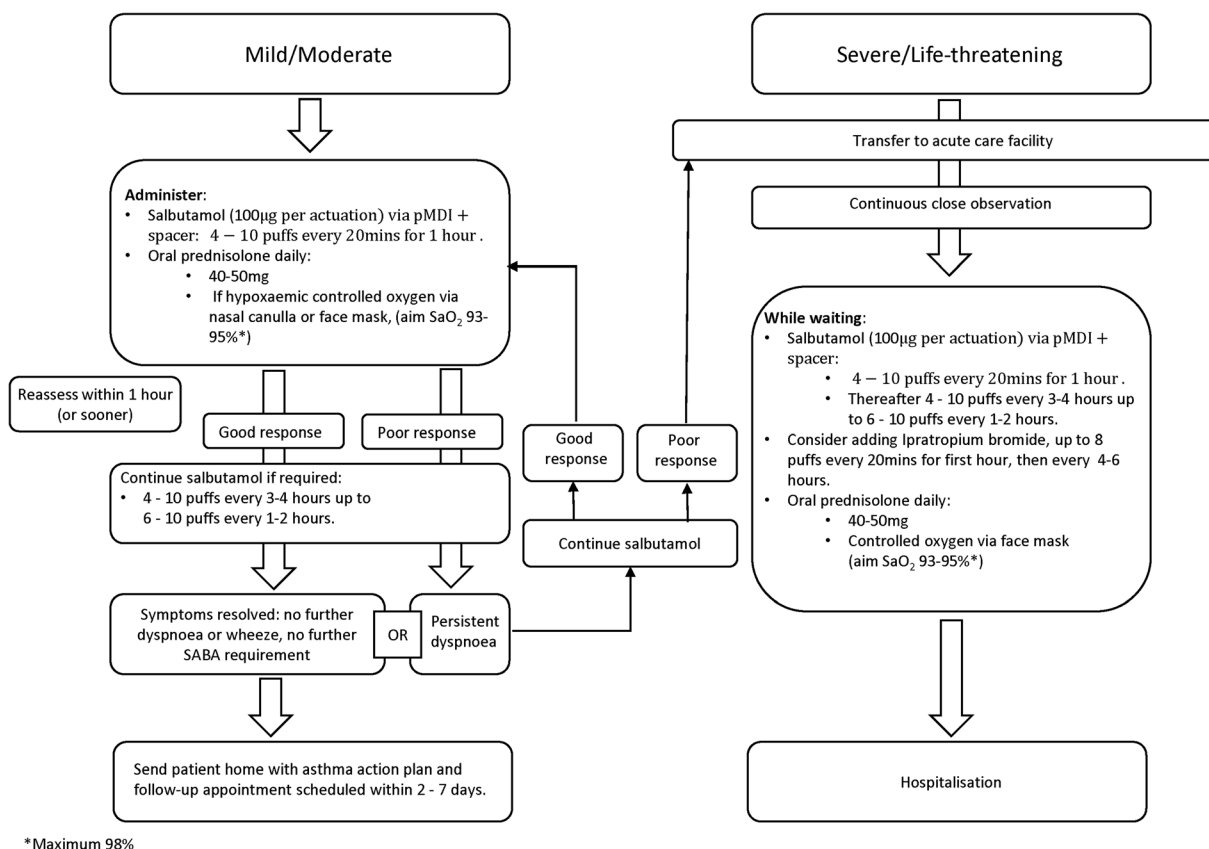 Mild/Moderate
Administer:
• Salbutamol (100μg per actuation) via pMDI +
spacer: 4 − 10 puffs every 20mins for 1 hour .
• Oral prednisolone daily:
• 40-50mg
• If hypoxaemic controlled oxygen via
nasal canulla or face mask, (aim SaO₂ 93-
95%*)
Reassess within 1 hour
(or sooner)
Good response
Poor response
Continue salbutamol if required:
• 4 - 10 puffs every 3-4 hours up to
6 - 10 puffs every 1-2 hours.
Symptoms resolved: no further
dyspnoea or wheeze, no further
SABA requirement
OR
Persistent
dyspnoea
Send patient home with asthma action plan and
follow-up appointment scheduled within 2 - 7 days.
Good
response
Poor
response
Continue salbutamol
Severe/Life-threatening
Transfer to acute care facility
Continuous close observation
While waiting:
• Salbutamol (100μg per actuation) via pMDI +
spacer:
• 4 − 10 puffs every 20mins for 1 hour .
• Thereafter 4 - 10 puffs every 3-4 hours up
to 6 - 10 puffs every 1-2 hours.
• Consider adding Ipratropium bromide, up to 8
puffs every 20mins for first hour, then every 4-6
hours.
• Oral prednisolone daily:
• 40-50mg
• Controlled oxygen via face mask
(aim SaO₂ 93-95%*)
Hospitalisation
*Maximum 98%